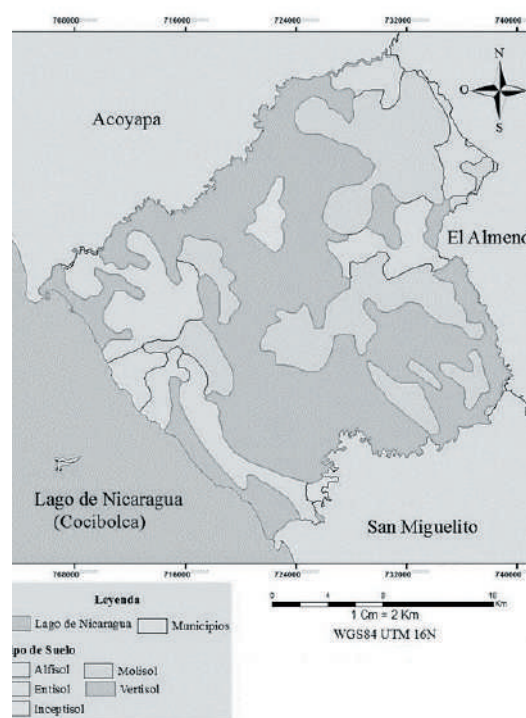 768000 716000 724000 732000 740000
N
O
S
Acoyapa
El Almend
Lago de Nicaragua
(Cocibolca)
San Miguelito
768000 716000 724000 732000 740000
Leyenda
Lago de Nicaragua
Municipios
po de Suelo
Alfisol
Molisol
Entisol
Vertisol
Inceptisol
0 4 8 16
Km
1 Cm = 2 Km
WGS84 UTM 16N